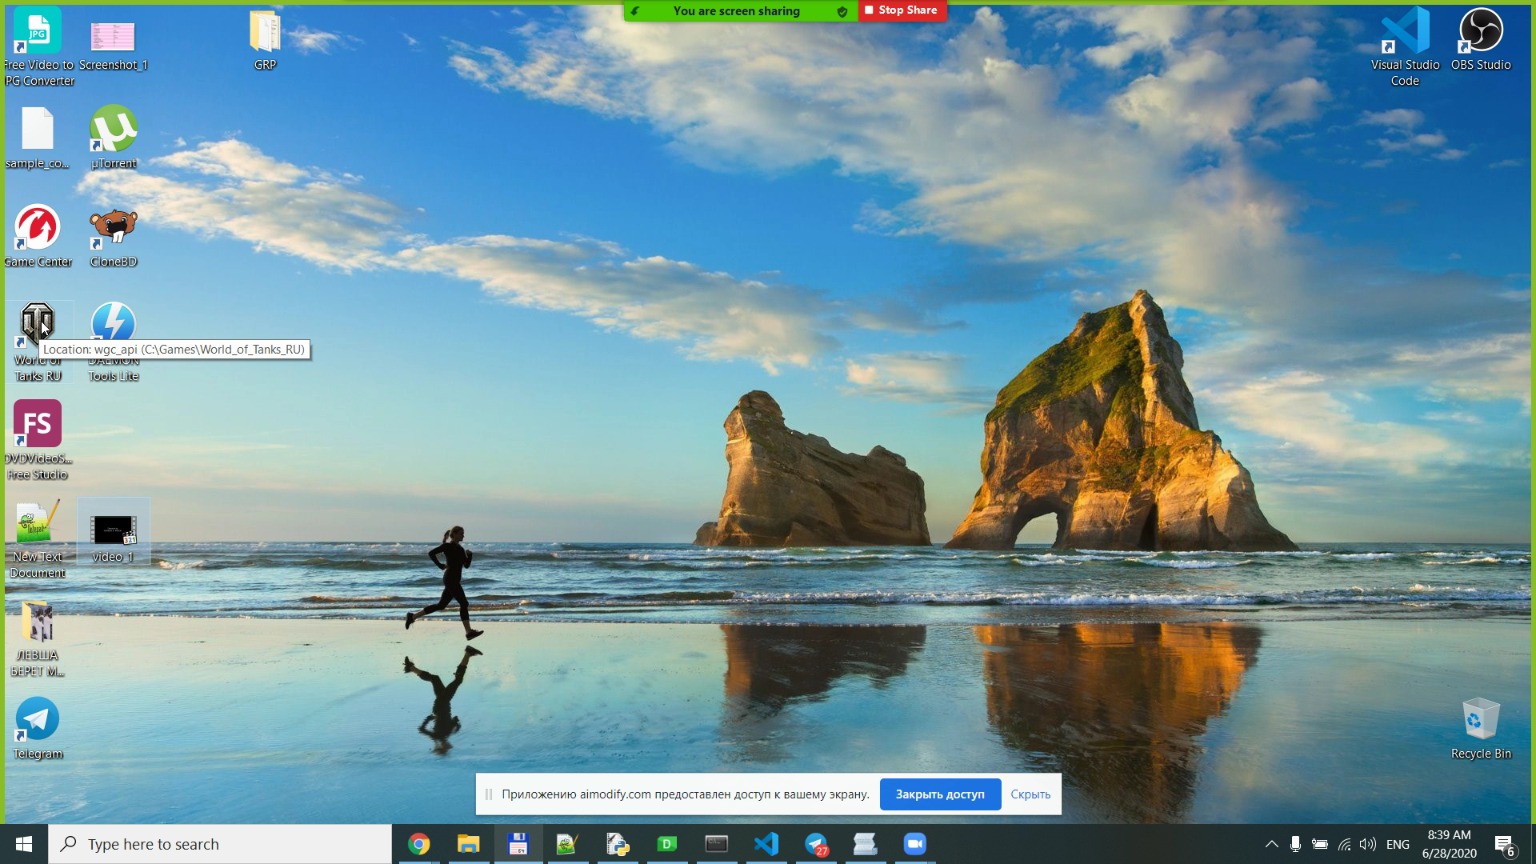 You are screen sharing
Stop Share
Free Video to
JPG Converter
Screenshot_1
GRP
Visual Studio
Code
OBS Studio
JPG
sample_co...
µTorrent
Game Center
CloneBD
Location: wgc_api (C:\Games\World_of_Tanks_RU)
World of
Tanks RU
DAEMON
Tools Lite
FS
DVDVideoS...
Free Studio
New Text
Document
video_1
ЛЕВША
БЕРЕТ М...
Telegram
Recycle Bin
Приложению aimodify.com предоставлен доступ к вашему экрану.
Закрыть доступ
Скрыть
Type here to search
D
27
ENG
8:39 AM
6/28/2020
6